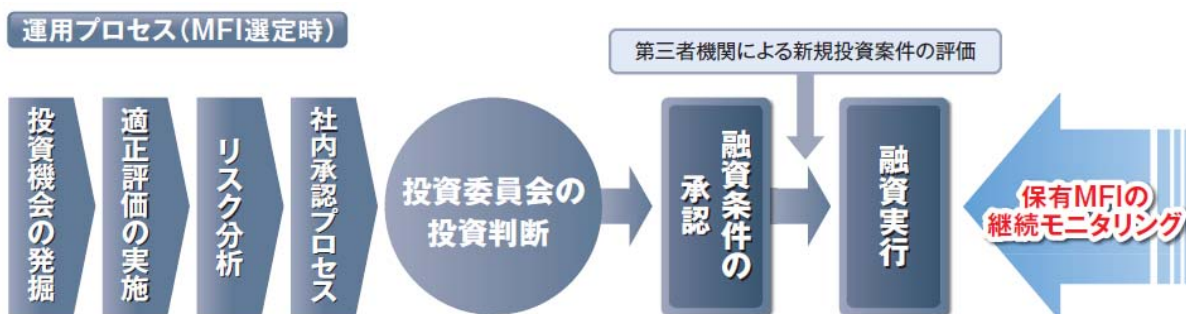 運用プロセス(MFI選定時)
第三者機関による新規投資案件の評価
投資機会の発掘
適正評価の実施
リスク分析
社内承認プロセス
投資委員会の
投資判断
融資条件の
承認
融資実行
保有MFIの
継続モニタリング